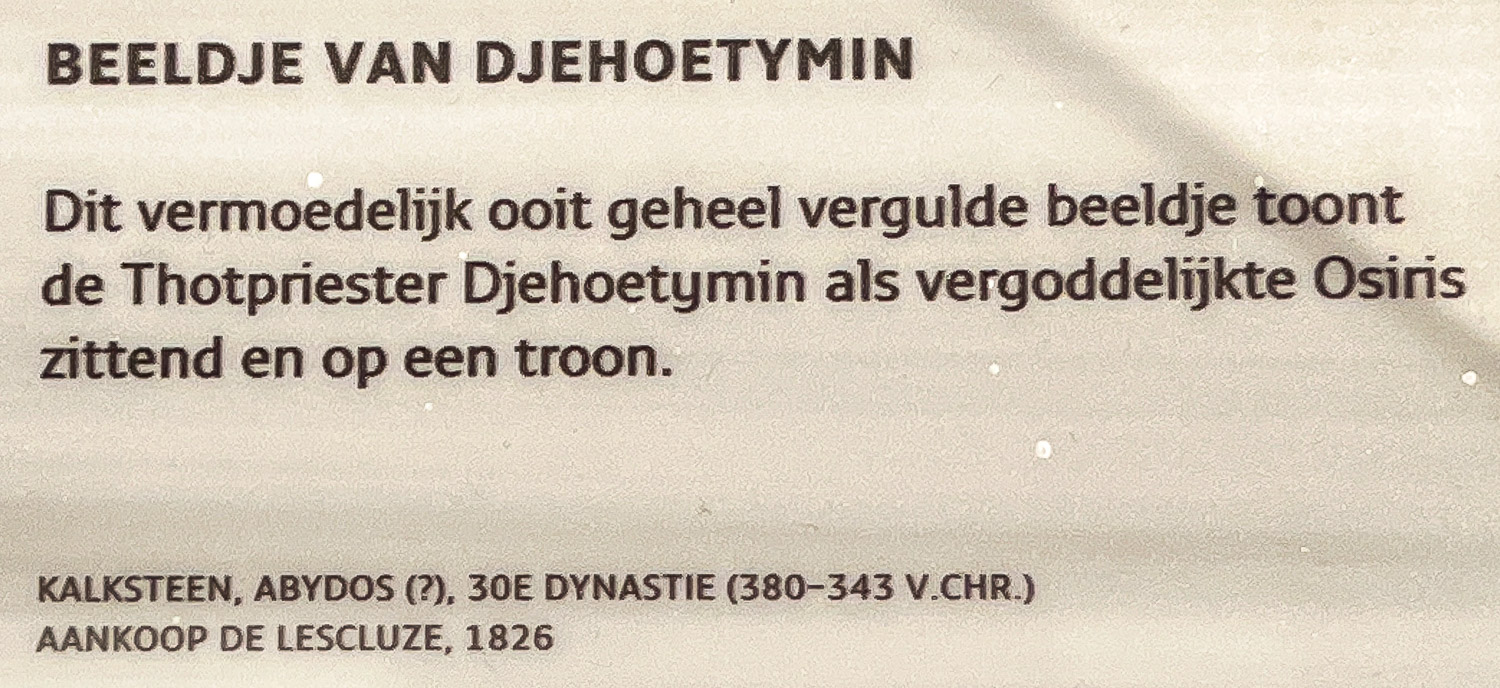 BEELDJE VAN DJEHOETYMIN
Dit vermoedelijk ooit geheel vergulde beeldje toont
de Thotpriester Djehoetymin als vergoddelijkte Osiris
zittend en op een troon.
KALKSTEEN, ABYDOS (?), 30E DYNASTIE (380–343 V.CHR.)
AANKOOP DE LESCLUZE, 1826